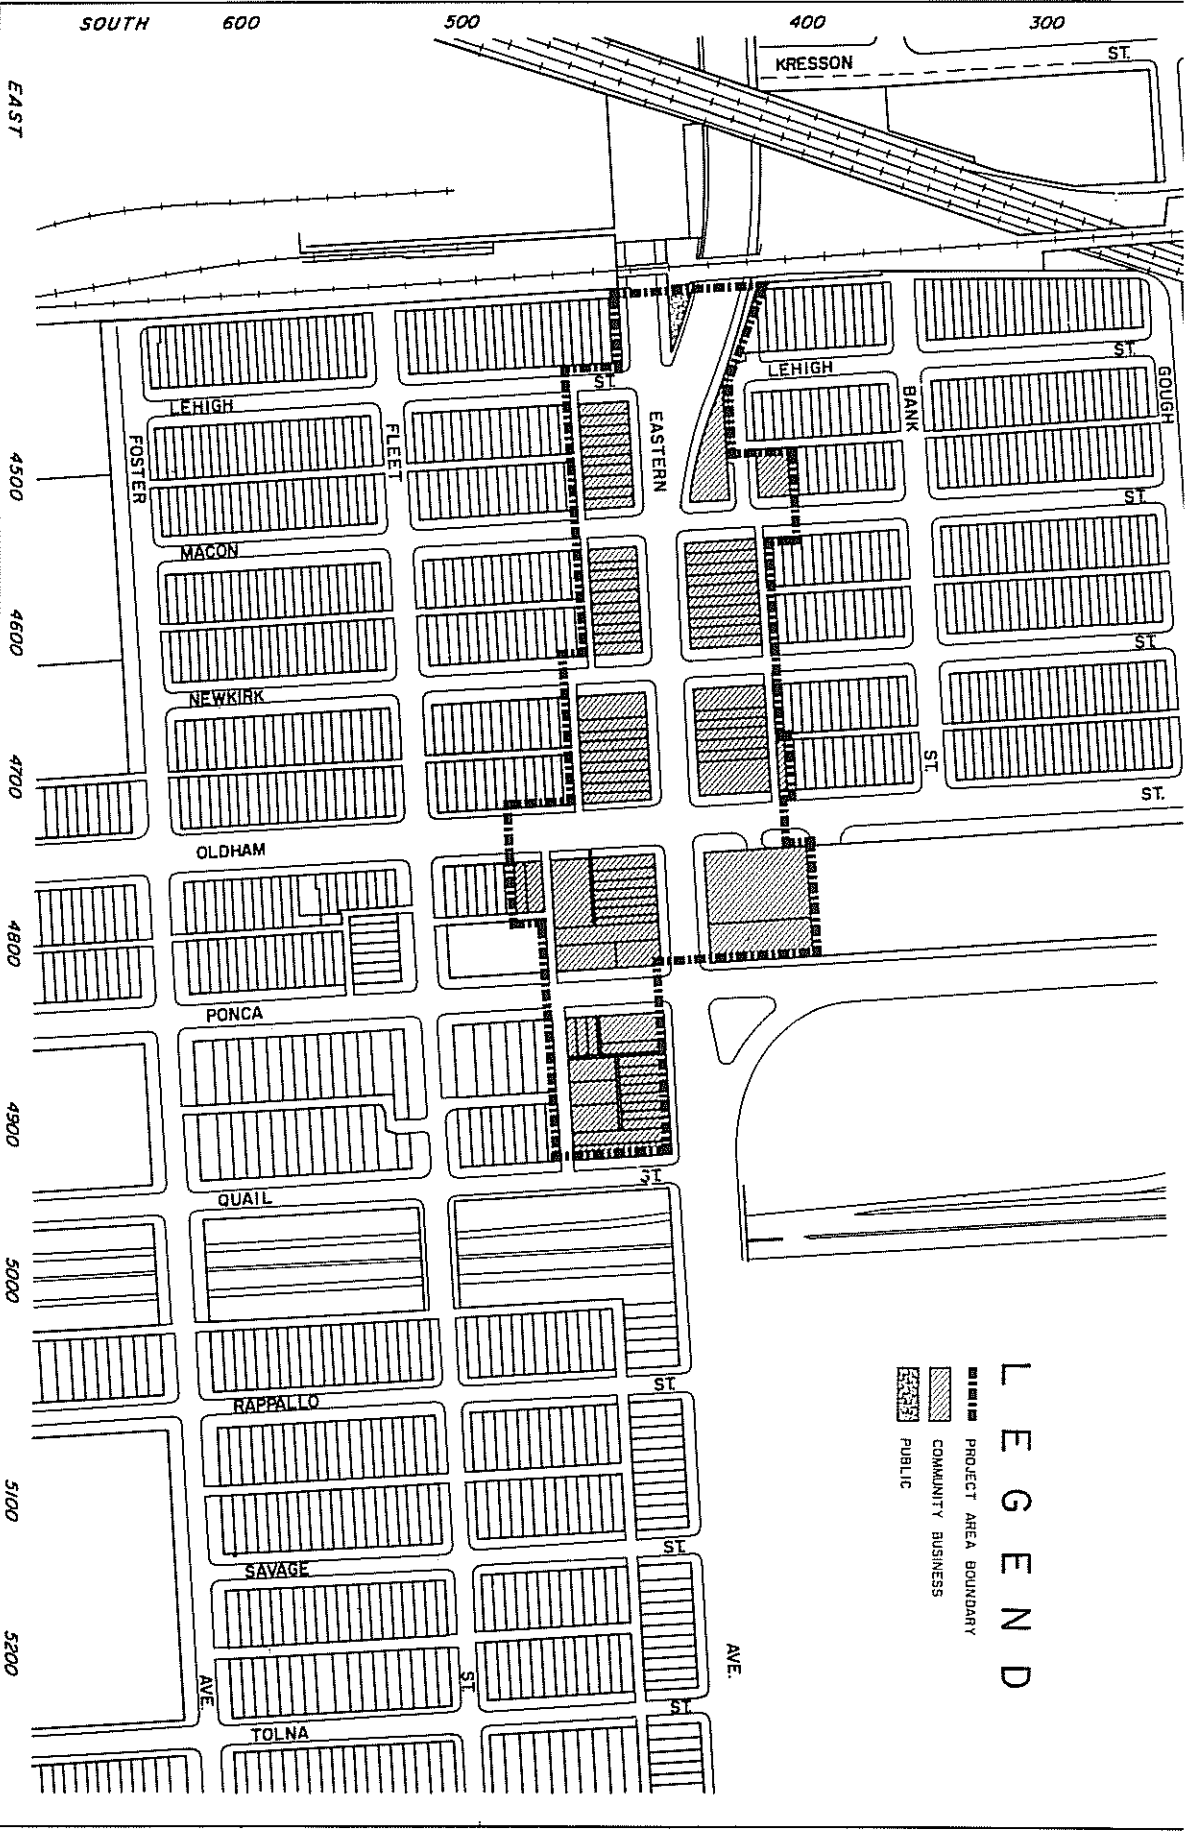 SOUTH 600 500 400 300
EAST
KRESSON ST.
LEHIGH ST.
LEHIGH ST.
GOUGH
BANK
EASTERN
FLEET
FOSTER
4500
MACON ST.
4600
NEWKIRK ST.
4700
ST.
OLDHAM ST.
4800
PONCA
4900
QUAIL ST.
5000
RAPPALLO ST.
5100
SAVAGE ST.
5200
AVE.
ST.
AVE.
TOLNA ST.
LEGEND
PROJECT AREA BOUNDARY
COMMUNITY BUSINESS
PUBLIC